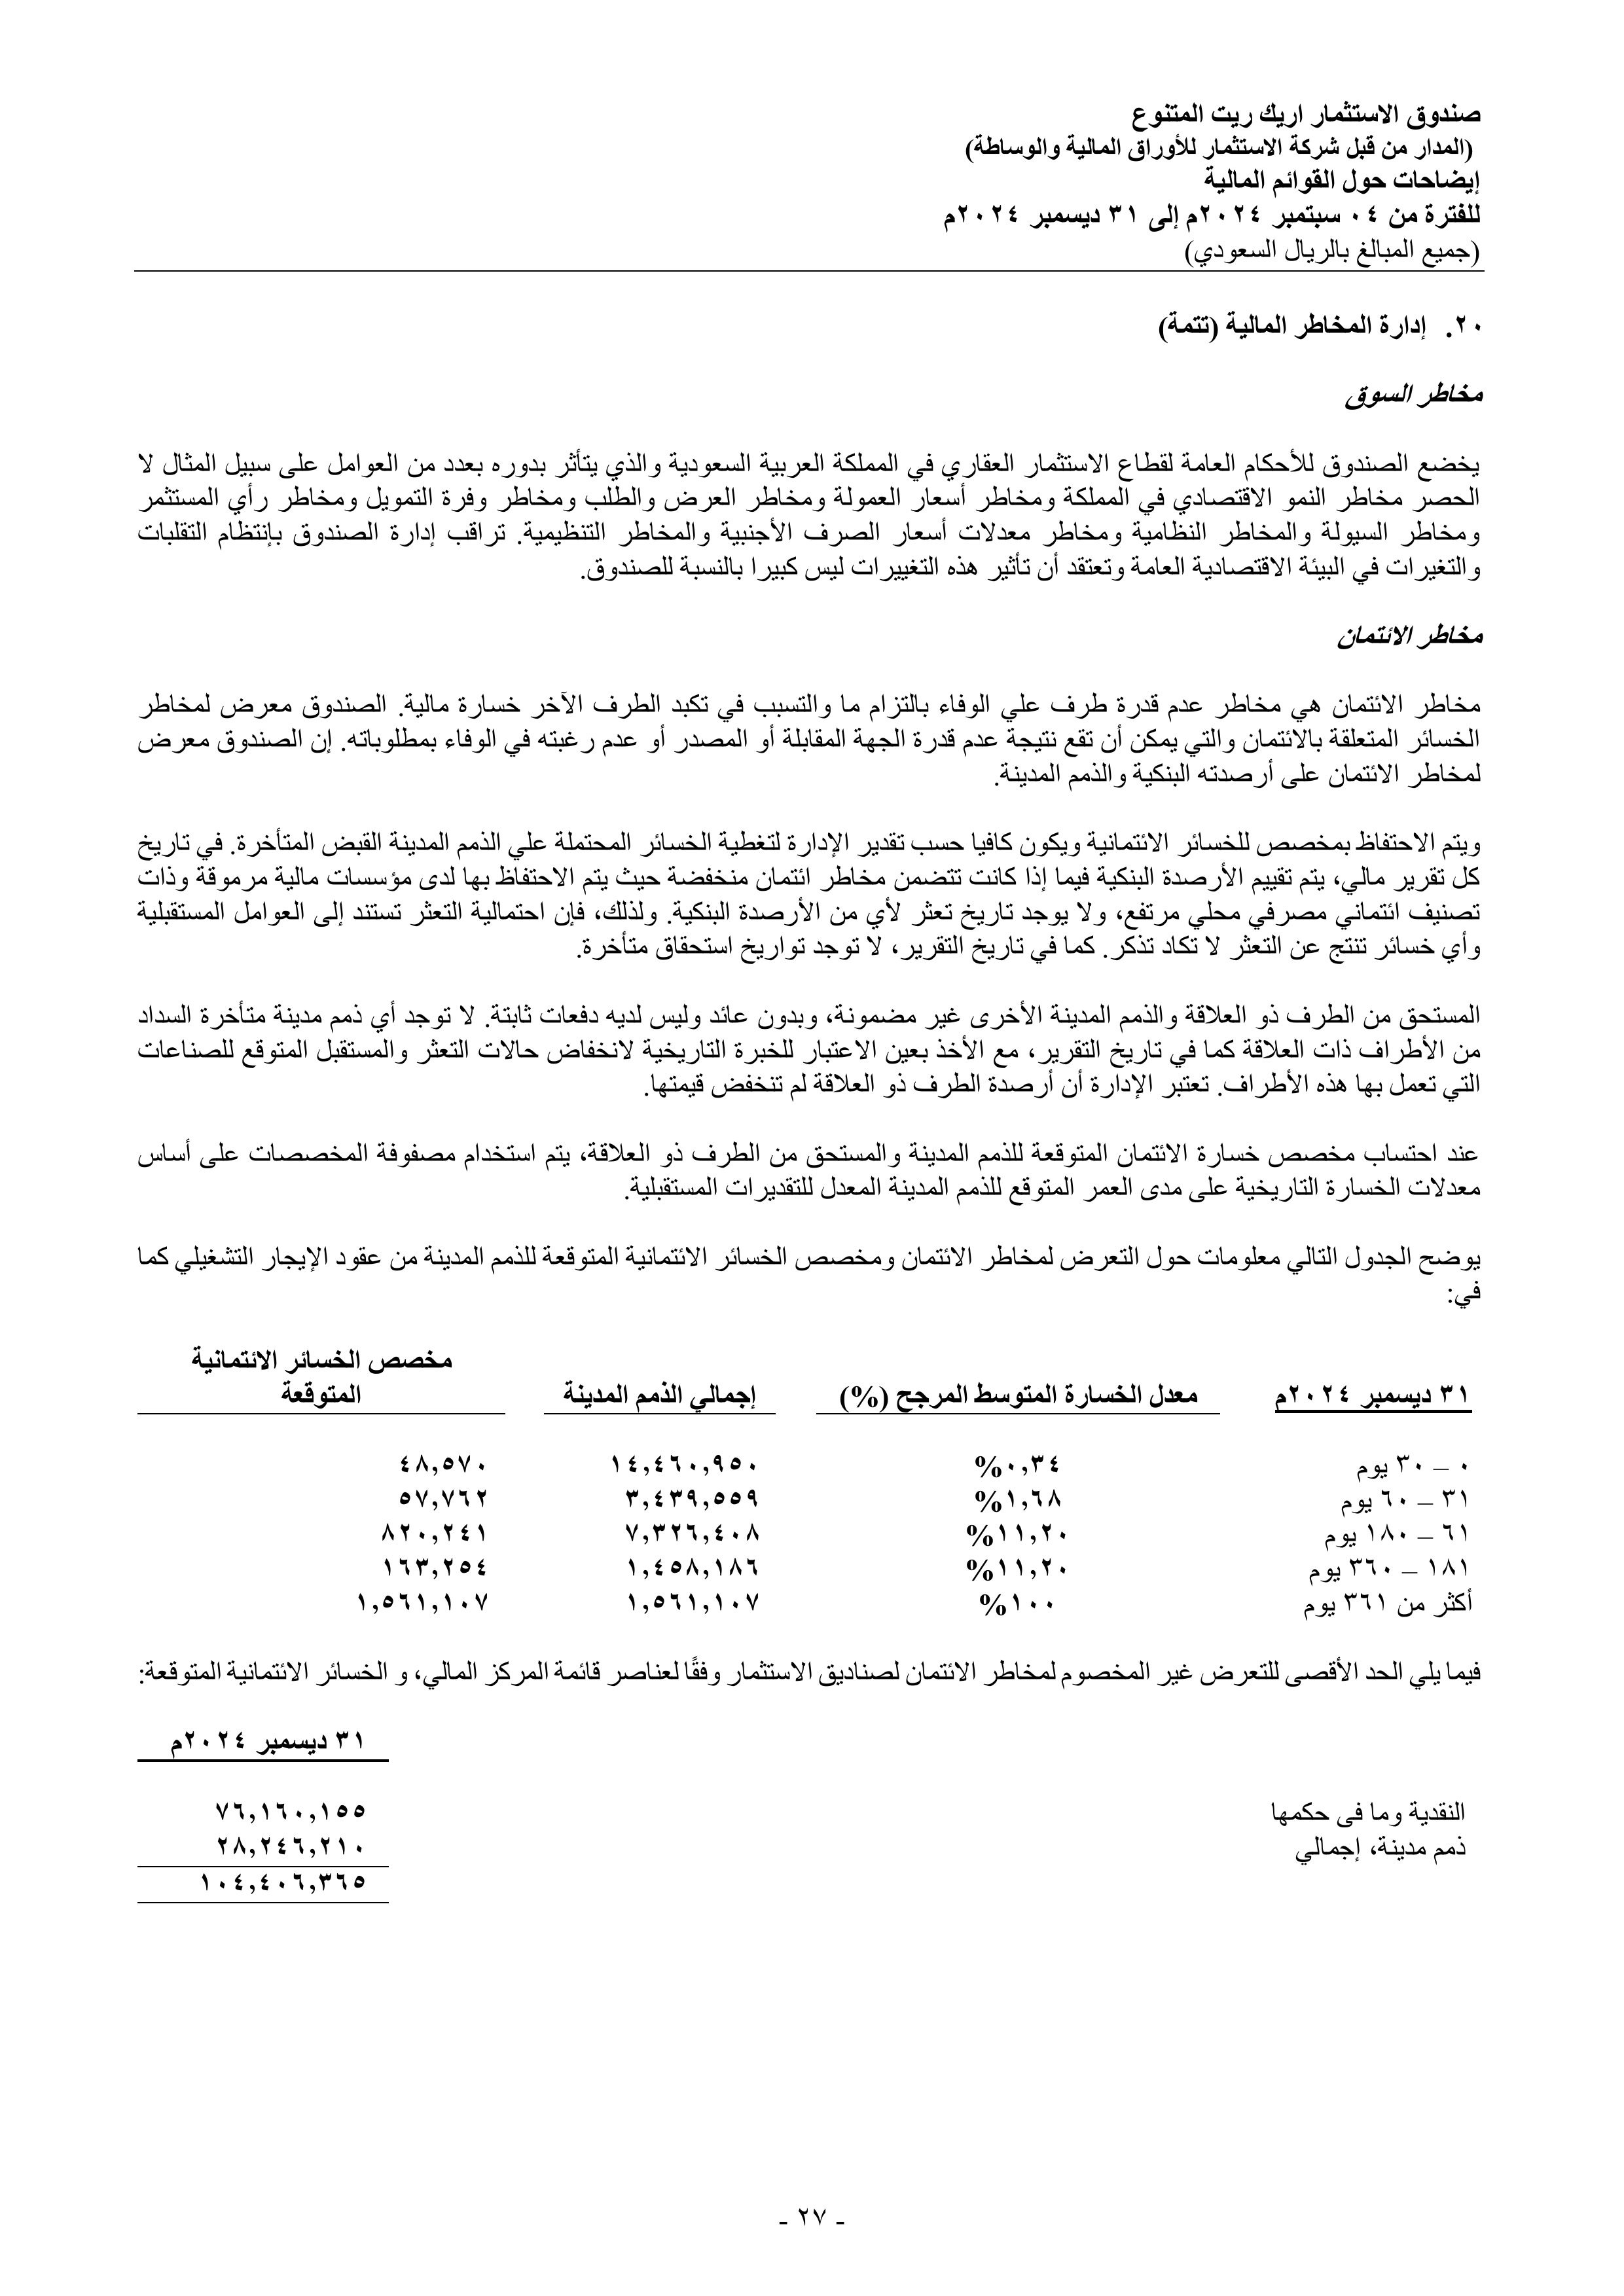 صندوق الاستثمار اريك ريت المتنوع
(المدار من قبل شركة الاستثمار للأوراق المالية والوساطة)
إيضاحات حول القوائم المالية
للفترة من ٠٤ سبتمبر ٢٠٢٤م إلى ٣١ ديسمبر ٢٠٢٤م
(جميع المبالغ بالريال السعودي)
٢٠. إدارة المخاطر المالية (تتمة)
مخاطر السوق
يخضع الصندوق للأحكام العامة لقطاع الاستثمار العقاري في المملكة العربية السعودية والذي يتأثر بدوره بعدد من العوامل على سبيل المثال لا
الحصر مخاطر النمو الاقتصادي في المملكة ومخاطر أسعار العمولة ومخاطر العرض والطلب ومخاطر وفرة التمويل ومخاطر رأي المستثمر
ومخاطر السيولة والمخاطر النظامية ومخاطر معدلات أسعار الصرف الأجنبية والمخاطر التنظيمية. تراقب إدارة الصندوق بإنتظام التقلبات
والتغيرات في البيئة الاقتصادية العامة وتعتقد أن تأثير هذه التغييرات ليس كبيرا بالنسبة للصندوق.
مخاطر الائتمان
مخاطر الائتمان هي مخاطر عدم قدرة طرف علي الوفاء بالتزام ما والتسبب في تكبد الطرف الآخر خسارة مالية. الصندوق معرض لمخاطر
الخسائر المتعلقة بالائتمان والتي يمكن أن تقع نتيجة عدم قدرة الجهة المقابلة أو المصدر أو عدم رغبته في الوفاء بمطلوباته. إن الصندوق معرض
لمخاطر الائتمان على أرصدته البنكية والذمم المدينة.
ويتم الاحتفاظ بمخصص للخسائر الائتمانية ويكون كافيا حسب تقدير الإدارة لتغطية الخسائر المحتملة علي الذمم المدينة القبض المتأخرة. في تاريخ
كل تقرير مالي، يتم تقييم الأرصدة البنكية فيما إذا كانت تتضمن مخاطر ائتمان منخفضة حيث يتم الاحتفاظ بها لدى مؤسسات مالية مرموقة وذات
تصنيف ائتماني مصرفي محلي مرتفع، ولا يوجد تاريخ تعثر لأي من الأرصدة البنكية. ولذلك، فإن احتمالية التعثر تستند إلى العوامل المستقبلية
وأي خسائر تنتج عن التعثر لا تكاد تذكر. كما في تاريخ التقرير، لا توجد تواريخ استحقاق متأخرة.
المستحق من الطرف ذو العلاقة والذمم المدينة الأخرى غير مضمونة، وبدون عائد وليس لديه دفعات ثابتة. لا توجد أي ذمم مدينة متأخرة السداد
من الأطراف ذات العلاقة كما في تاريخ التقرير، مع الأخذ بعين الاعتبار للخبرة التاريخية لانخفاض حالات التعثر والمستقبل المتوقع للصناعات
التي تعمل بها هذه الأطراف. تعتبر الإدارة أن أرصدة الطرف ذو العلاقة لم تنخفض قيمتها.
عند احتساب مخصص خسارة الائتمان المتوقعة للذمم المدينة والمستحق من الطرف ذو العلاقة، يتم استخدام مصفوفة المخصصات على أساس
معدلات الخسارة التاريخية على مدى العمر المتوقع للذمم المدينة المعدل للتقديرات المستقبلية.
يوضح الجدول التالي معلومات حول التعرض لمخاطر الائتمان ومخصص الخسائر الائتمانية المتوقعة للذمم المدينة من عقود الإيجار التشغيلي كما
في:
٣١ ديسمبر ٢٠٢٤م معدل الخسارة المتوسط المرجح (%) إجمالي الذمم المدينة مخصص الخسائر الائتمانية المتوقعة
٠ – ٣٠ يوم %٠,٣٤ ١٤,٤٦٠,٩٥٠ ٤٨,٥٧٠
٣١ – ٦٠ يوم %١,٦٨ ٣,٤٣٩,٥٥٩ ٥٧,٧٦٢
٦١ – ١٨٠ يوم %١١,٢٠ ٧,٣٢٦,٤٠٨ ٨٢٠,٢٤١
١٨١ – ٣٦٠ يوم %١١,٢٠ ١,٤٥٨,١٨٦ ١٦٣,٢٥٤
أكثر من ٣٦١ يوم %١٠٠ ١,٥٦١,١٠٧ ١,٥٦١,١٠٧
فيما يلي الحد الأقصى للتعرض غير المخصوم لمخاطر الائتمان لصناديق الاستثمار وفقًا لعناصر قائمة المركز المالي، و الخسائر الائتمانية المتوقعة:
٣١ ديسمبر ٢٠٢٤م
النقدية وما فى حكمها ٧٦,١٦٠,١٥٥
ذمم مدينة، إجمالي ٢٨,٢٤٦,٢١٠
١٠٤,٤٠٦,٣٦٥
- ٢٧ -